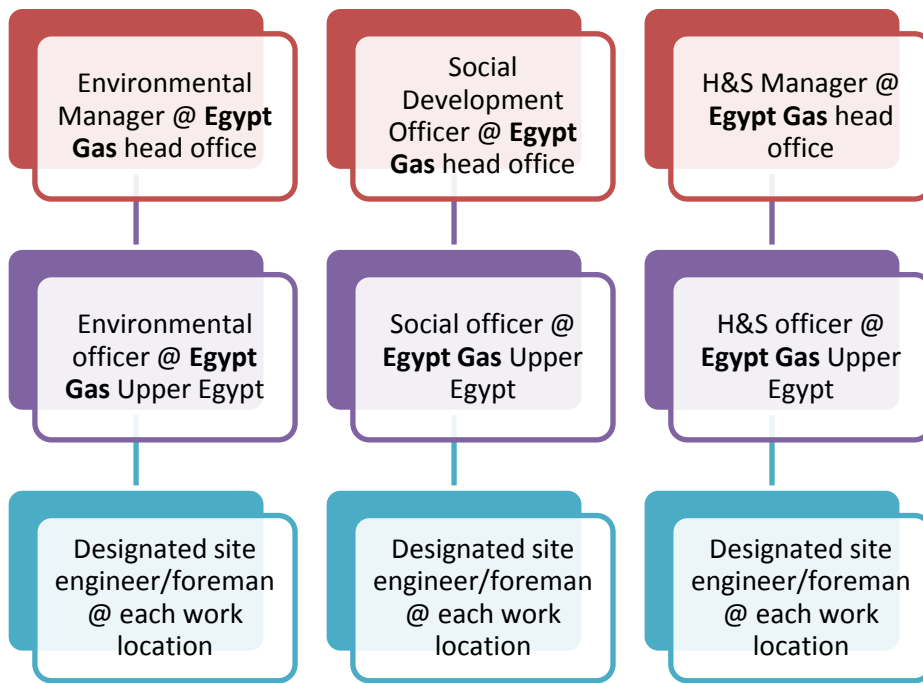 Environmental
Manager @ Egypt
Gas head office
Social
Development
Officer @ Egypt
Gas head office
H&S Manager @
Egypt Gas head
office
Environmental
officer @ Egypt
Gas Upper Egypt
Social officer @
Egypt Gas Upper
Egypt
H&S officer @
Egypt Gas Upper
Egypt
Designated site
engineer/foreman
@ each work
location
Designated site
engineer/foreman
@ each work
location
Designated site
engineer/foreman
@ each work
location